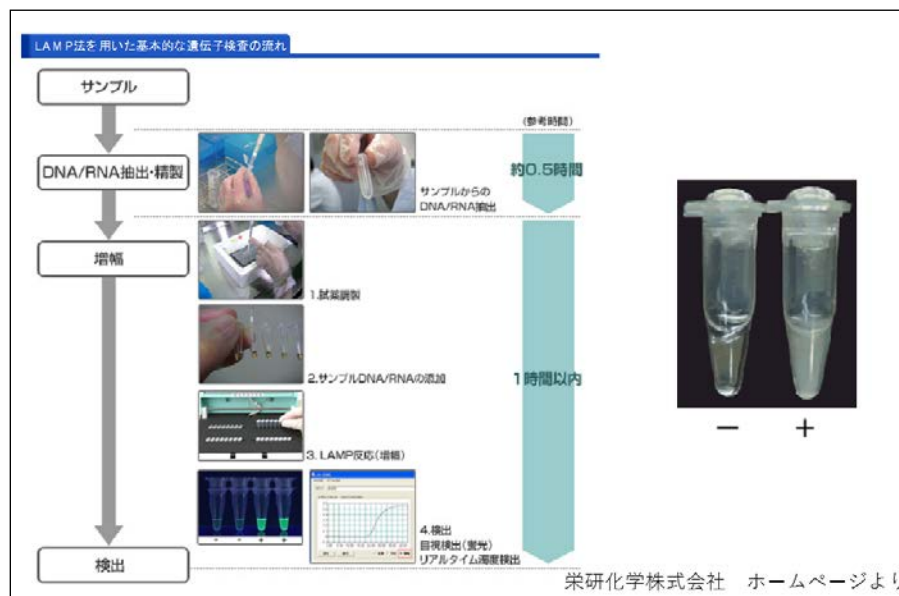 LAMP法を用いた基本的な遺伝子検査の流れ
サンプル
(参考時間)
DNA/RNA抽出・精製
サンプルからの
DNA/RNA抽出
約0.5時間
増幅
1.試薬調製
2.サンプルDNA/RNAの添加
1時間以内
3. LAMP反応(増幅)
4.検出
目視検出(蛍光)
リアルタイム濁度検出
検出
− +
栄研化学株式会社 ホームページより